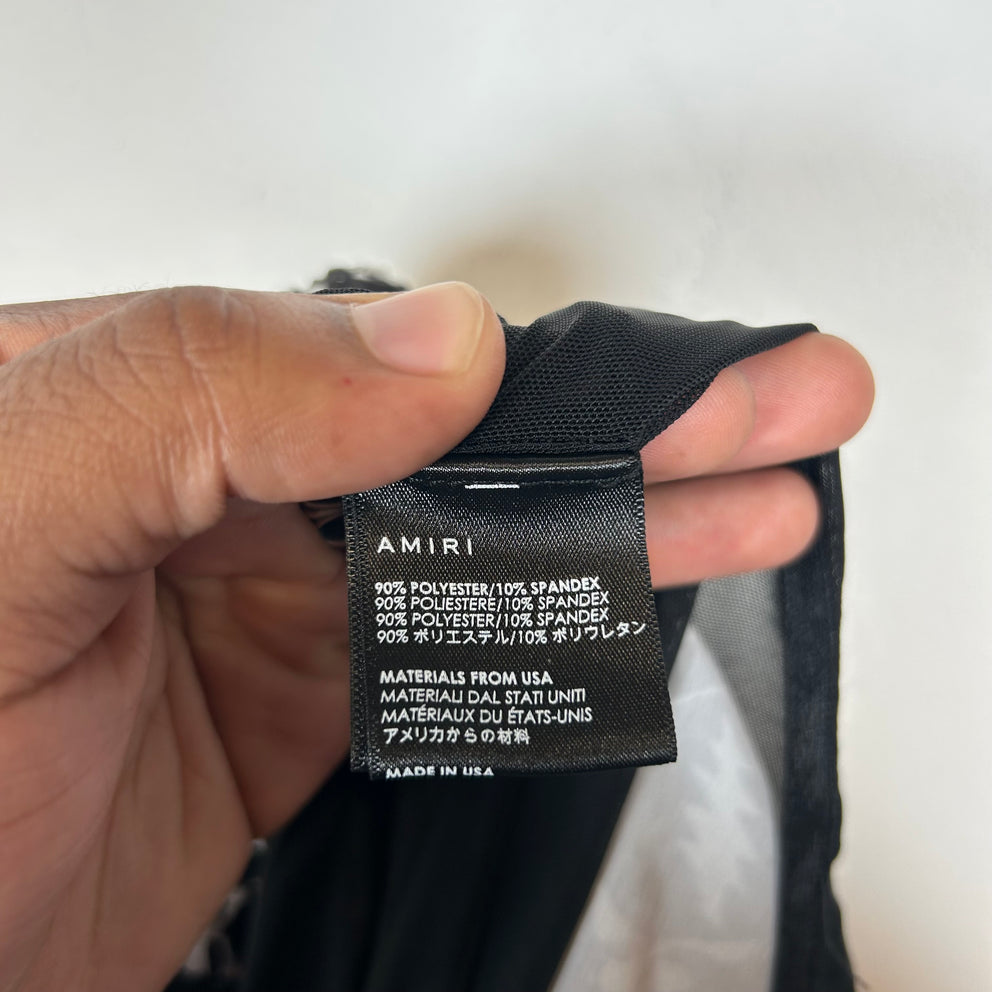 AMIRI
90% POLYESTER/10% SPANDEX
90% POLIESTERE/10% SPANDEX
90% POLYESTER/10% SPANDEX
90% ポリエステル/10% ポリウレタン
MATERIALS FROM USA
MATERIALI DAL STATI UNITI
MATÉRIAUX DU ÉTATS-UNIS
アメリカからの材料
MADE IN USA